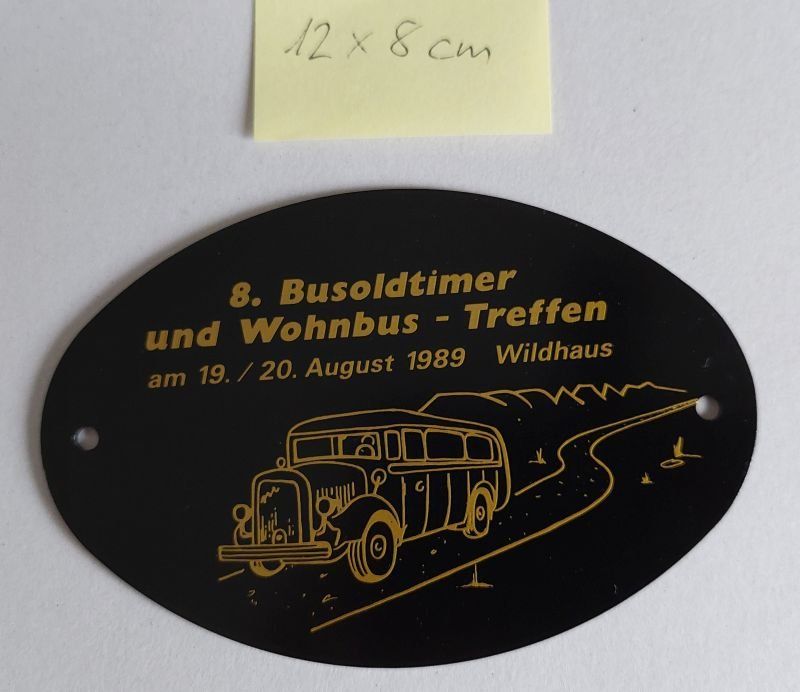 12 x 8 cm
8. Busoldtimer
und Wohnbus - Treffen
am 19. / 20. August 1989 Wildhaus